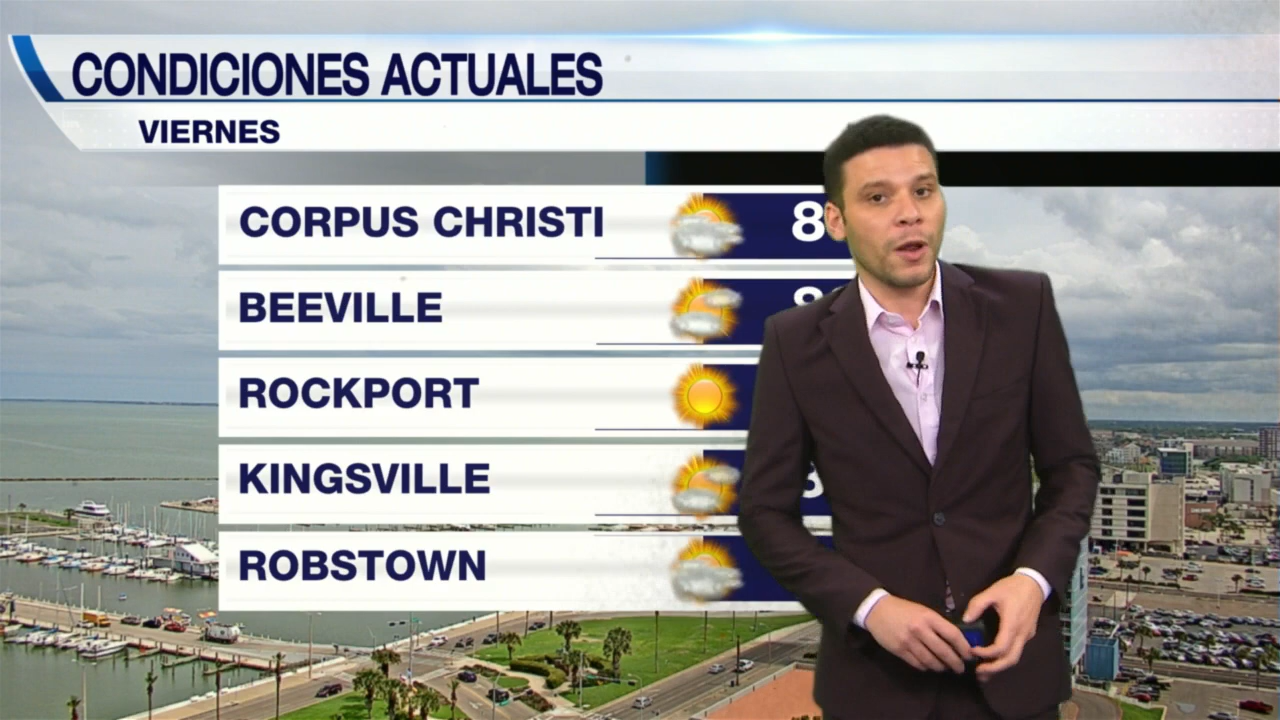 CONDICIONES ACTUALES
VIERNES
CORPUS CHRISTI
BEEVILLE
ROCKPORT
KINGSVILLE
ROBSTOWN